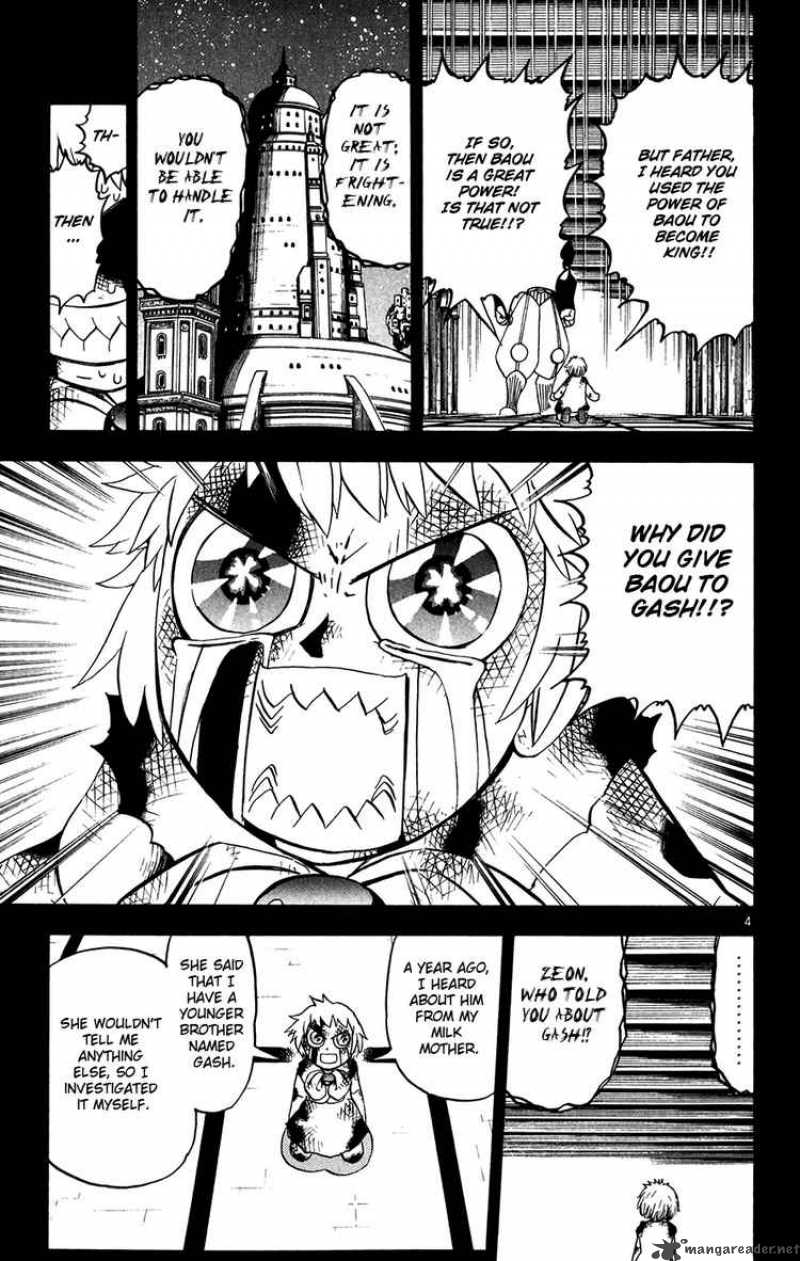 BUT FATHER,
I HEARD YOU
USED THE
POWER OF
BAOU TO
BECOME
KING!!
IF SO,
THEN BAOU
IS A GREAT
POWER!
IS THAT NOT
TRUE!!?
IT IS
NOT
GREAT;
IT IS
FRIGHT-
ENING.
YOU
WOULDN'T
BE ABLE
TO HANDLE
IT.
TH-
THEN
...
WHY DID
YOU GIVE
BAOU TO
GASH!!?
4
........
ZEON,
WHO TOLD
YOU ABOUT
GASH!?
A YEAR AGO,
I HEARD
ABOUT HIM
FROM MY
MILK
MOTHER.
SHE SAID
THAT I
HAVE A
YOUNGER
BROTHER
NAMED
GASH.
SHE WOULDN'T
TELL ME
ANYTHING
ELSE, SO I
INVESTIGATED
IT MYSELF.
mangareader.net